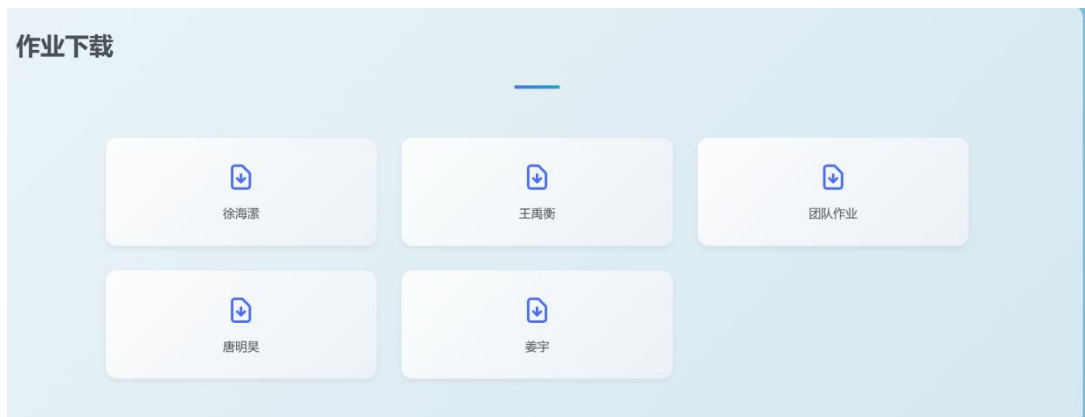 作业下载
徐海潆
王禹衡
团队作业
唐明昊
姜宇